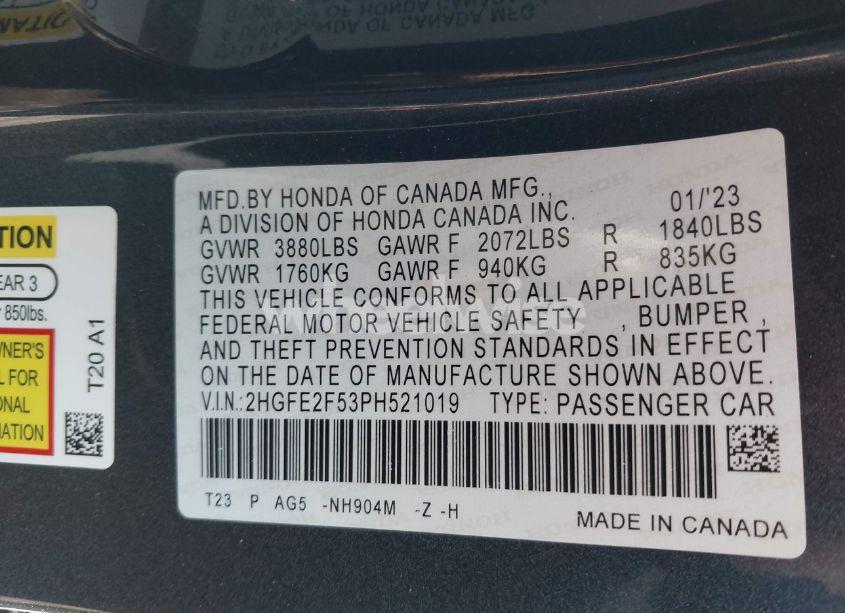 MFD.BY HONDA OF CANADA MFG., 01/'23
A DIVISION OF HONDA CANADA INC.
GVWR 3880LBS GAWR F 2072LBS R 1840LBS
GVWR 1760KG GAWR F 940KG R 835KG
THIS VEHICLE CONFORMS TO ALL APPLICABLE
FEDERAL MOTOR VEHICLE SAFETY , BUMPER ,
AND THEFT PREVENTION STANDARDS IN EFFECT
ON THE DATE OF MANUFACTURE SHOWN ABOVE.
V.I.N.:2HGFE2F53PH521019 TYPE: PASSENGER CAR
T23 P AG5 -NH904M -Z -H
MADE IN CANADA
EAR 3
850lbs.
WNER'S
L FOR
ONAL
MATION
T20 A1